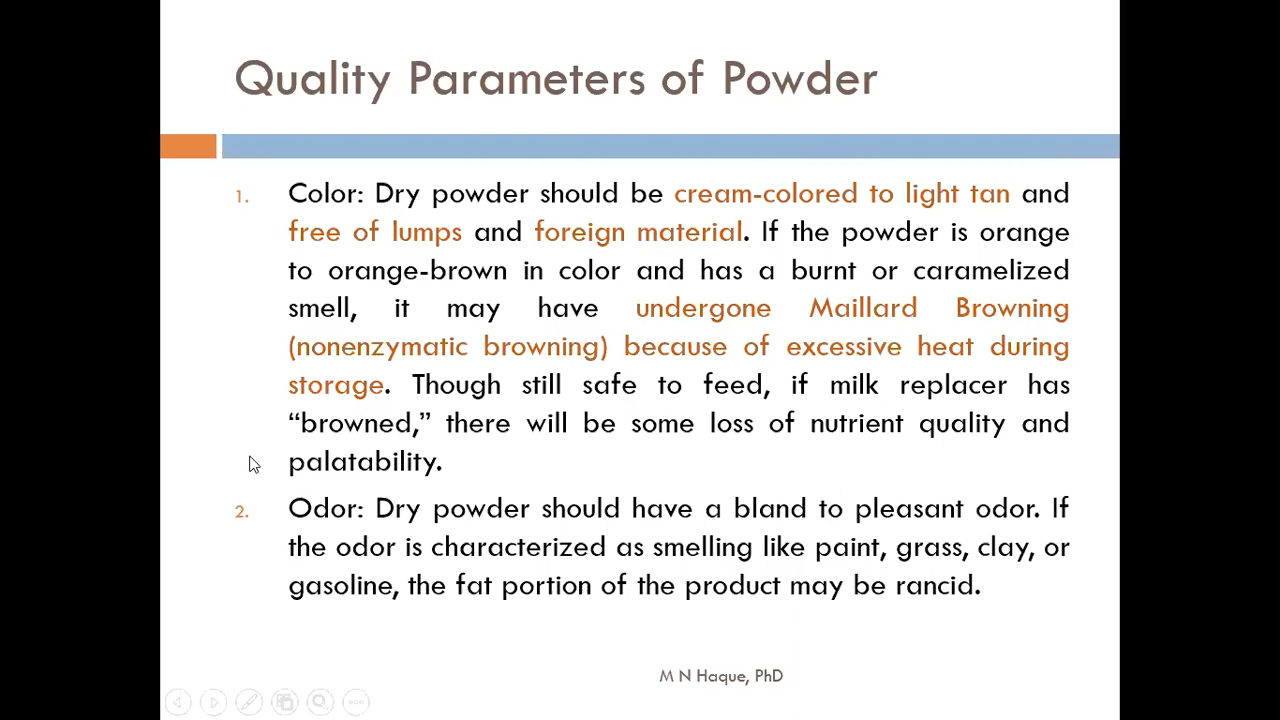 Quality Parameters of Powder
1. Color: Dry powder should be cream-colored to light tan and
free of lumps and foreign material. If the powder is orange
to orange-brown in color and has a burnt or caramelized
smell, it may have undergone Maillard Browning
(nonenzymatic browning) because of excessive heat during
storage. Though still safe to feed, if milk replacer has
“browned,” there will be some loss of nutrient quality and
palatability.
2. Odor: Dry powder should have a bland to pleasant odor. If
the odor is characterized as smelling like paint, grass, clay, or
gasoline, the fat portion of the product may be rancid.
M N Haque, PhD